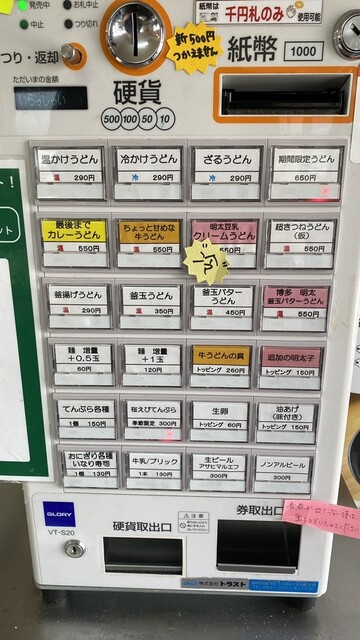 発売中
お札中止
中止
つり切れ
紙幣は
千円札のみ
使用可能
つり・返却
新500円
つかえません
紙幣
1000
ただいまの金額
いらっしゃい
硬貨
500 100 50 10
温かけうどん
温 290円
冷かけうどん
冷 290円
ざるうどん
冷 290円
期間限定うどん
650円
最後まで
カレーうどん
温 550円
ちょっと甘めな
牛うどん
温 550円
明太豆乳
クリームうどん
温 550円
超きつねうどん
(仮)
温 550円
釜揚げうどん
温 290円
釜玉うどん
温 350円
釜玉バター
うどん
温 450円
博多 明太
釜玉バターうどん
温 550円
麺 増量
+0.5玉
60円
麺 増量
+1玉
120円
牛うどんの具
トッピング 260円
追加の明太子
トッピング 150円
てんぷら各種
1個 150円
桜えびてんぷら
季節限定 300円
生卵
トッピング 60円
油あげ
(味付き)
トッピング 150円
おにぎり各種
いなり寿司
1個 130円
牛乳/ブリック
1本 130円
生ビール
アサヒマルエフ
300円
ノンアルビール
300円
GLORY
VT-S20
硬貨取出口
注意
券取出口
株式会社 トラスト